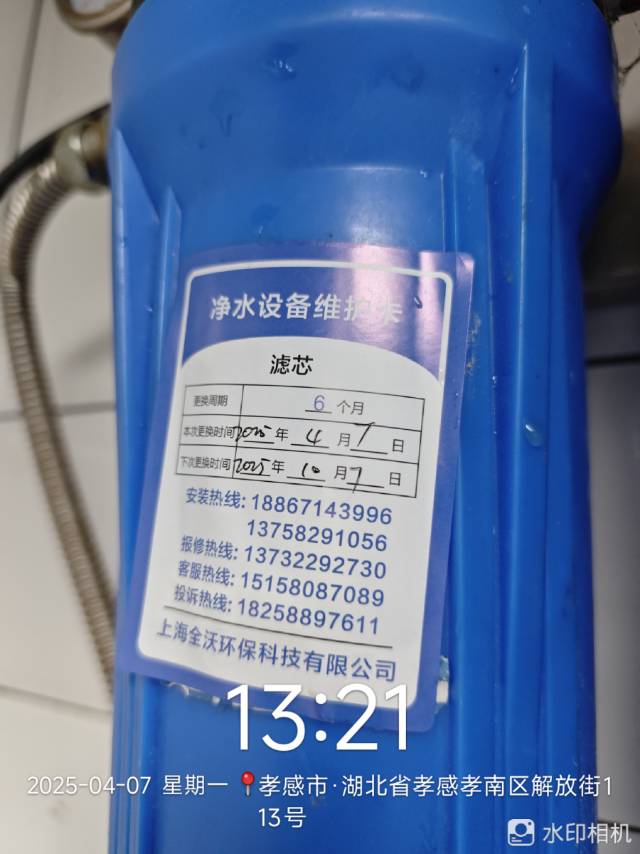 净水设备维护卡
滤芯
更换周期 6 个月
本次更换时间 2025 年 4 月 7 日
下次更换时间 2025 年 10 月 7 日
安装热线: 18867143996
13758291056
报修热线: 13732292730
客服热线: 15158087089
投诉热线: 18258897611
上海全沃环保科技有限公司
13:21
2025-04-07 星期一 📍孝感市·湖北省孝感孝南区解放街1
13号
水印相机